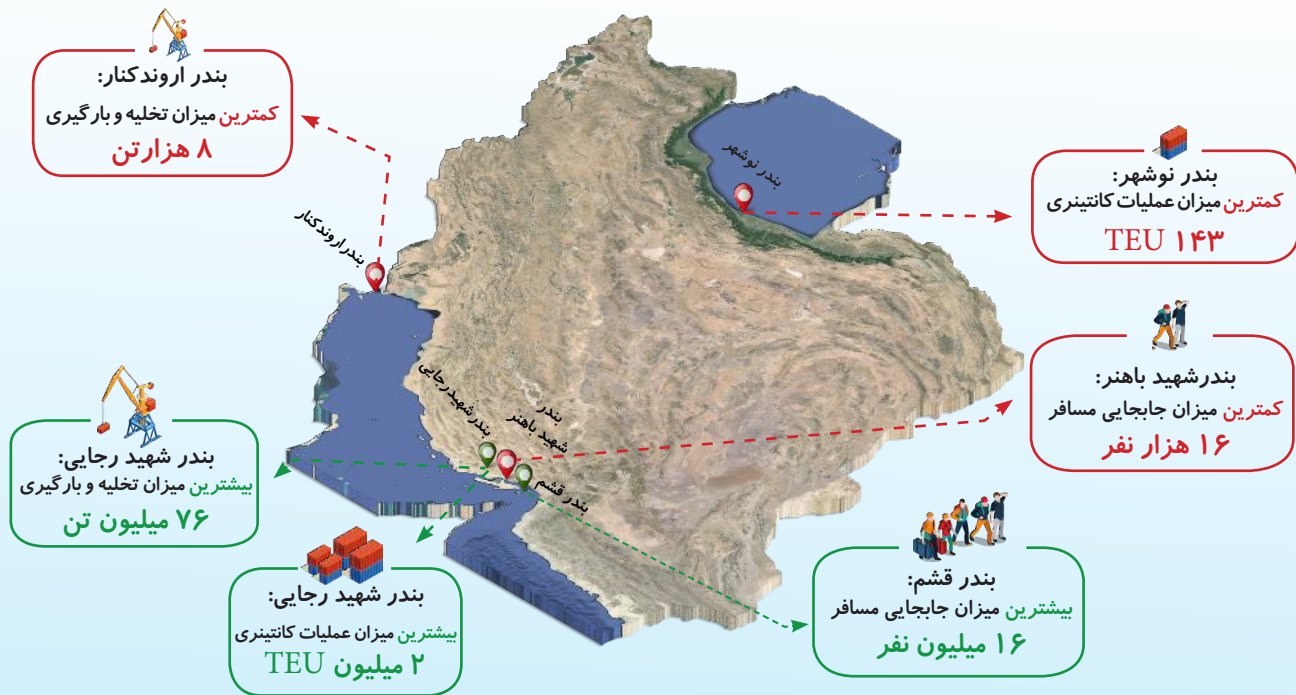 بندر اروندکنار:
کمترین میزان تخلیه و بارگیری
۸ هزارتن
بندر نوشهر:
کمترین میزان عملیات کانتینری
۱۴۳ TEU
بندر نوشهر
بندر اروندکنار
بندرشهید باهنر:
کمترین میزان جابجایی مسافر
۱۶ هزار نفر
بندر شهیدرجایی
بندر
شهید باهنر
بندر قشم
بندر شهید رجایی:
بیشترین میزان تخلیه و بارگیری
۷۶ میلیون تن
بندر قشم:
بیشترین میزان جابجایی مسافر
۱۶ میلیون نفر
بندر شهید رجایی:
بیشترین میزان عملیات کانتینری
۲ میلیون TEU